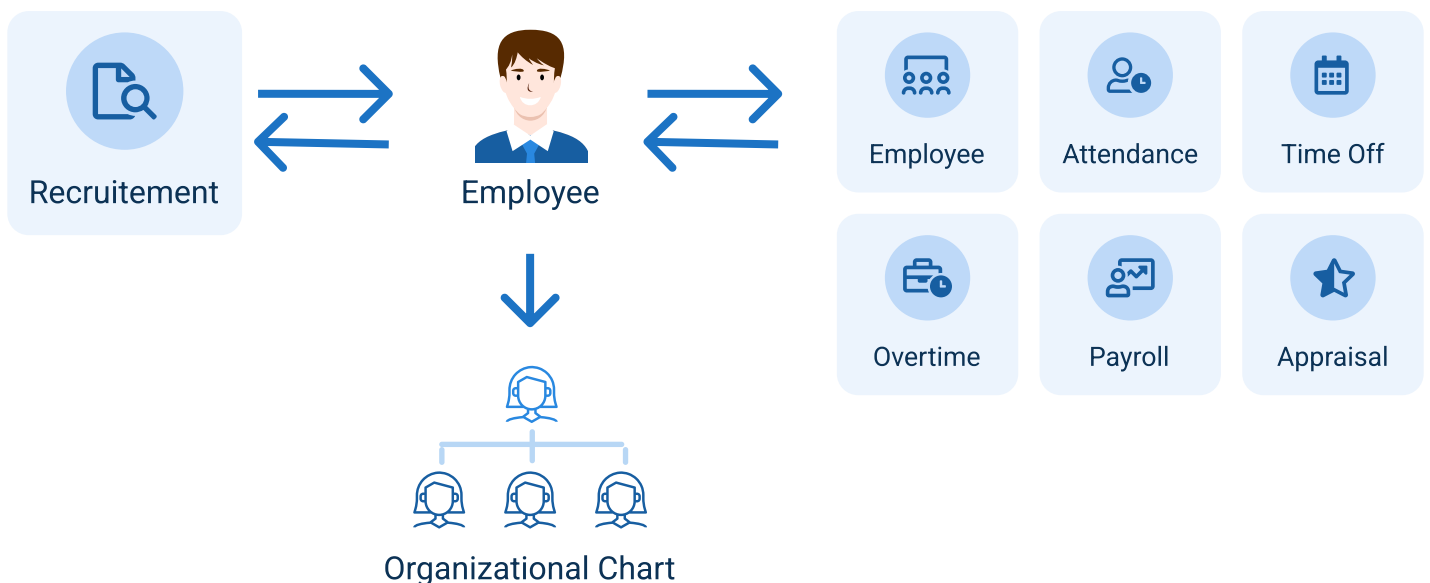 Recruitement
Employee
Employee
Attendance
Time Off
Overtime
Payroll
Appraisal
Organizational Chart